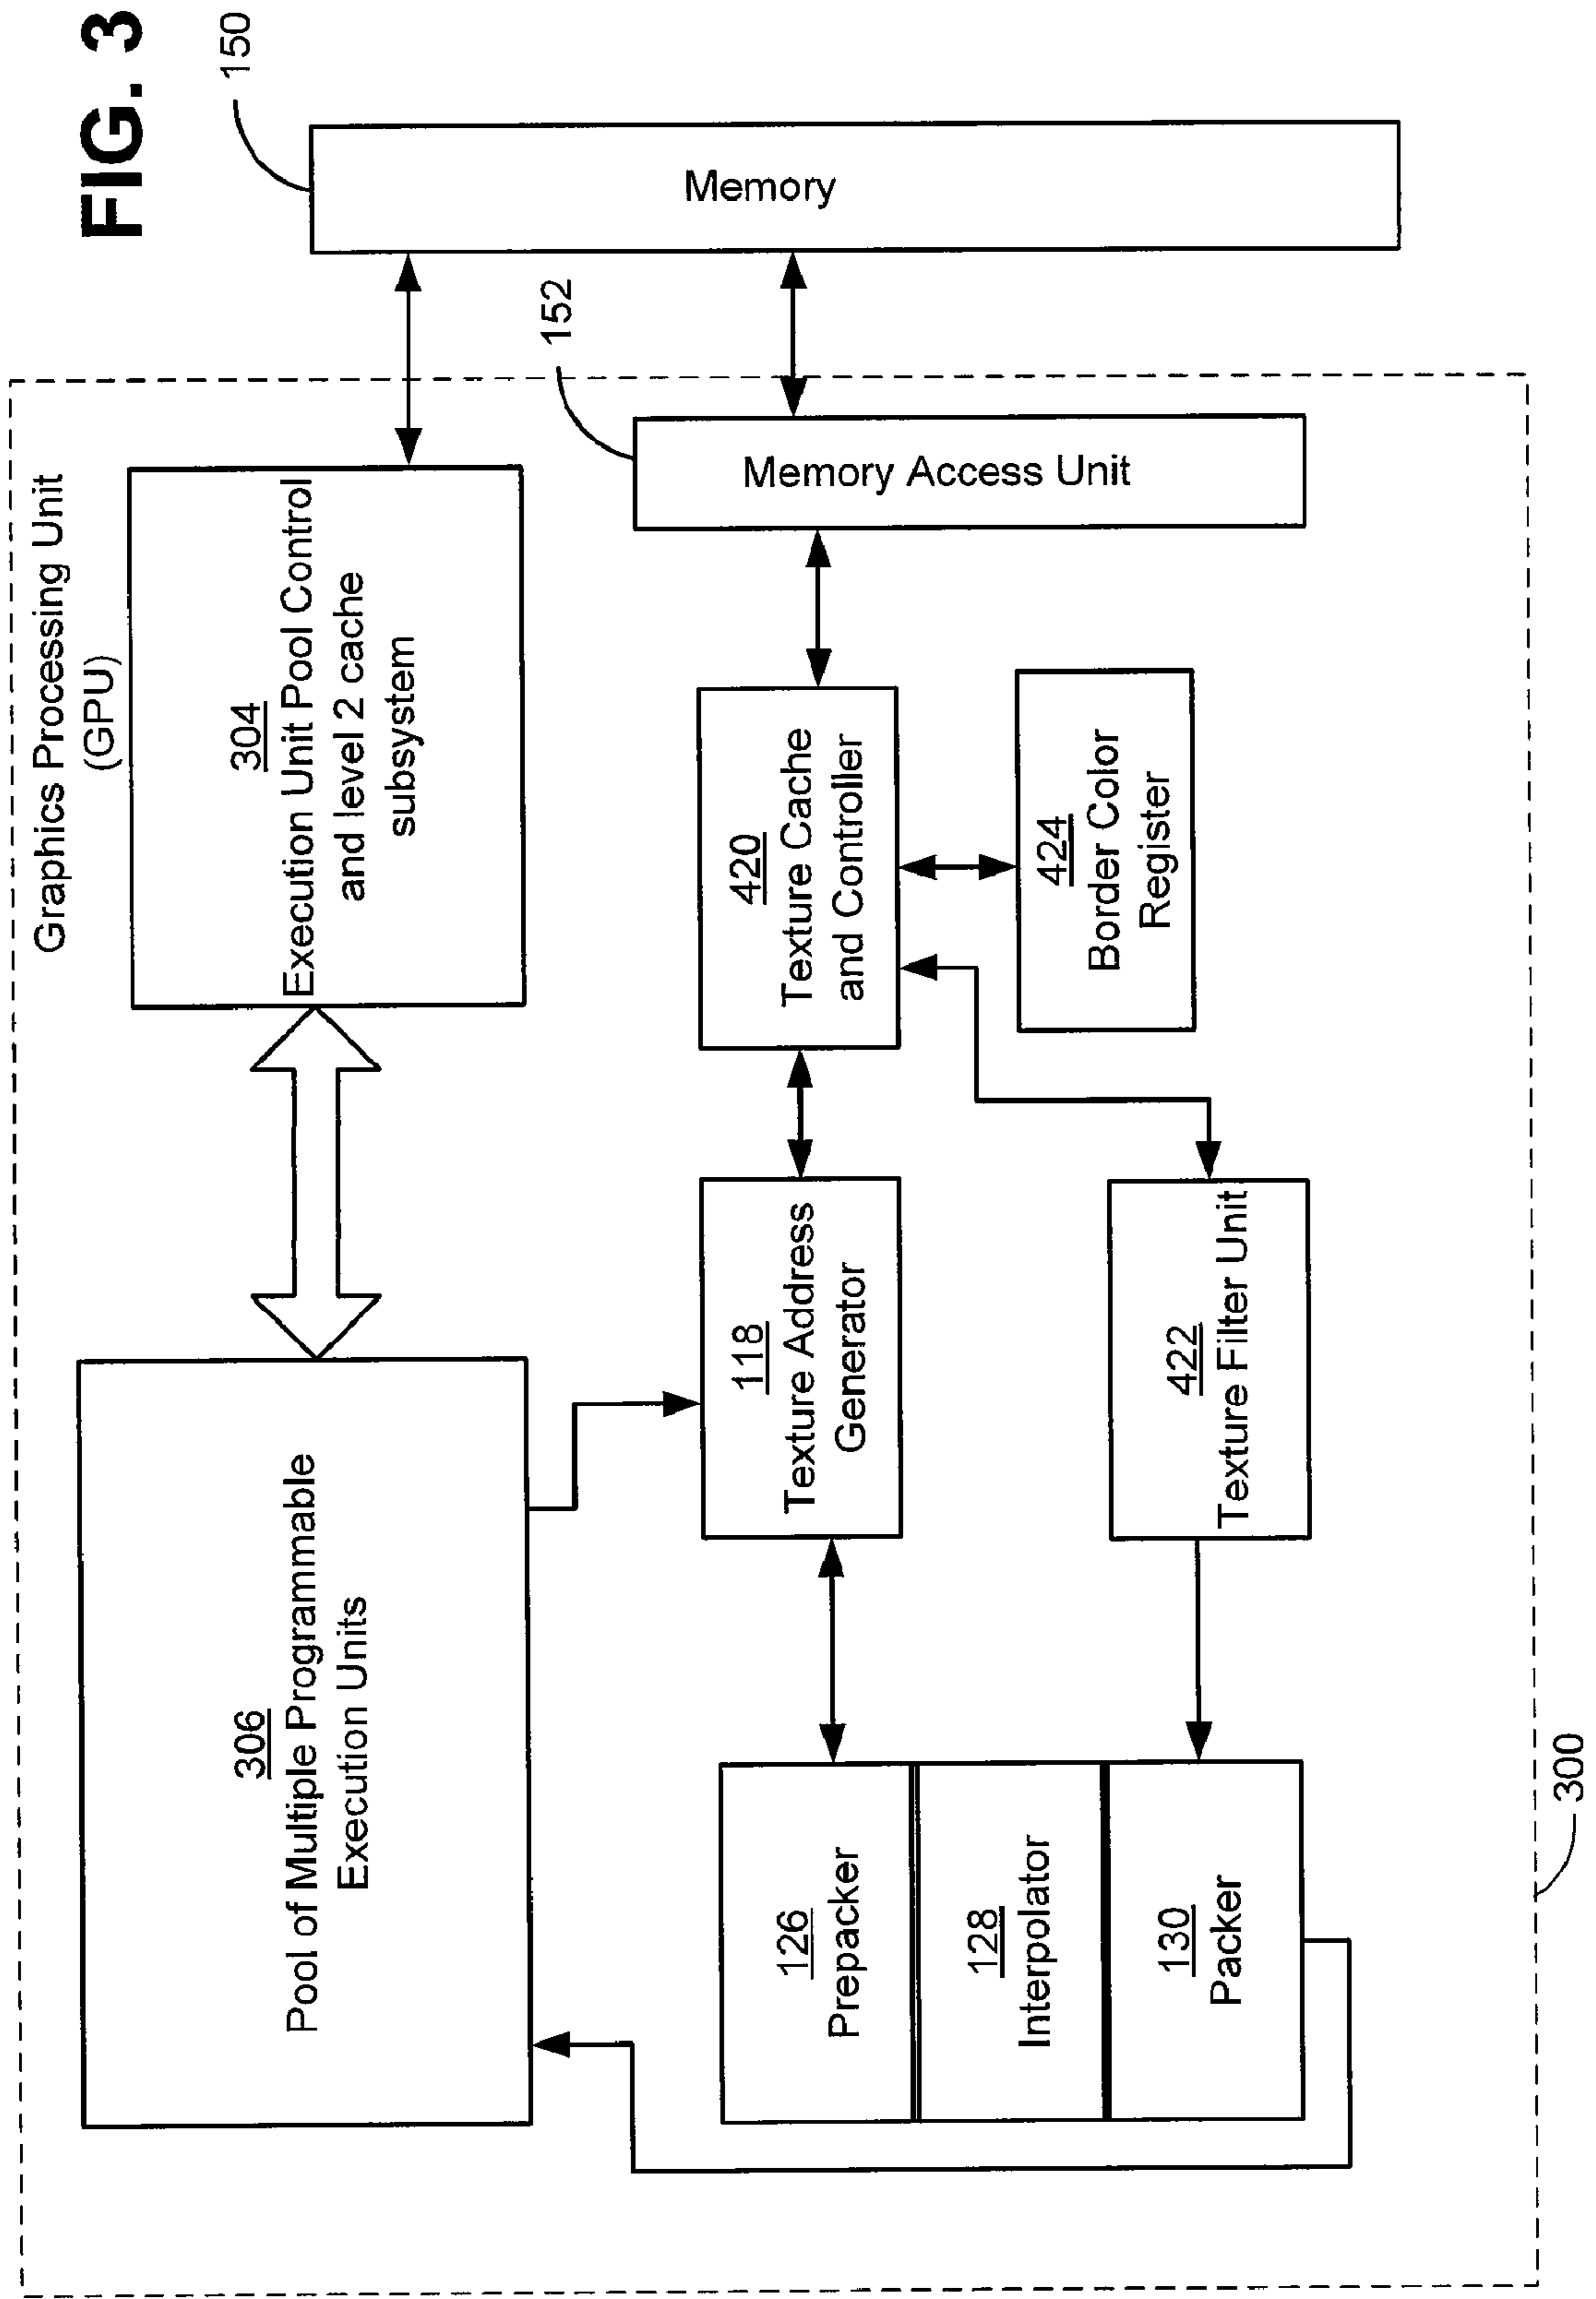 FIG. 3
Graphics Processing Unit
(GPU)
306
Pool of Multiple Programmable
Execution Units
304
Execution Unit Pool Control
and level 2 cache
subsystem
150
Memory
152
Memory Access Unit
126
Prepacker
128
Interpolator
130
Packer
118
Texture Address
Generator
420
Texture Cache
and Controller
422
Texture Filter Unit
424
Border Color
Register
300